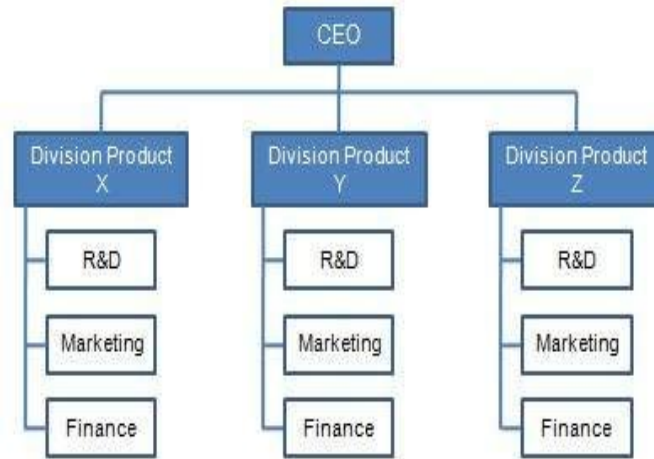 CEO
Division Product
X
R&D
Marketing
Finance
Division Product
Y
R&D
Marketing
Finance
Division Product
Z
R&D
Marketing
Finance